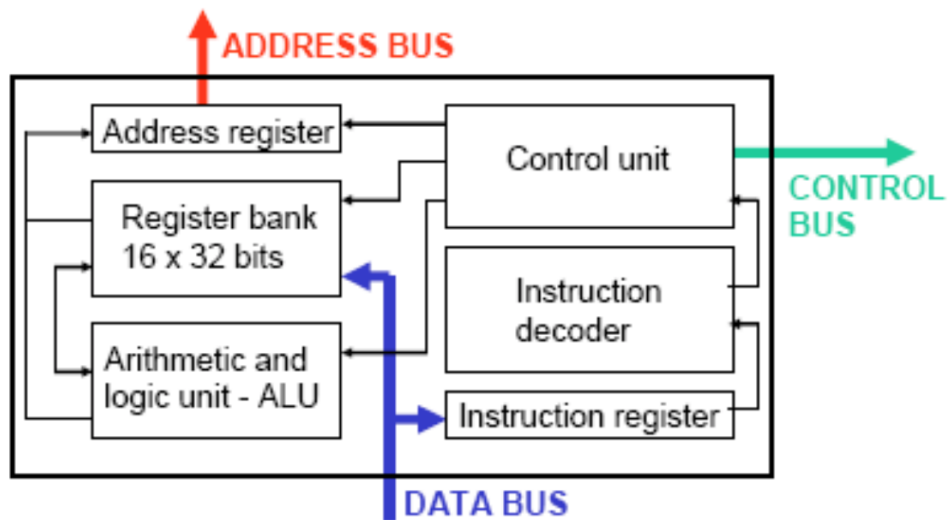 ADDRESS BUS
Address register
Control unit
CONTROL
BUS
Register bank
16 x 32 bits
Instruction
decoder
Arithmetic and
logic unit - ALU
Instruction register
DATA BUS